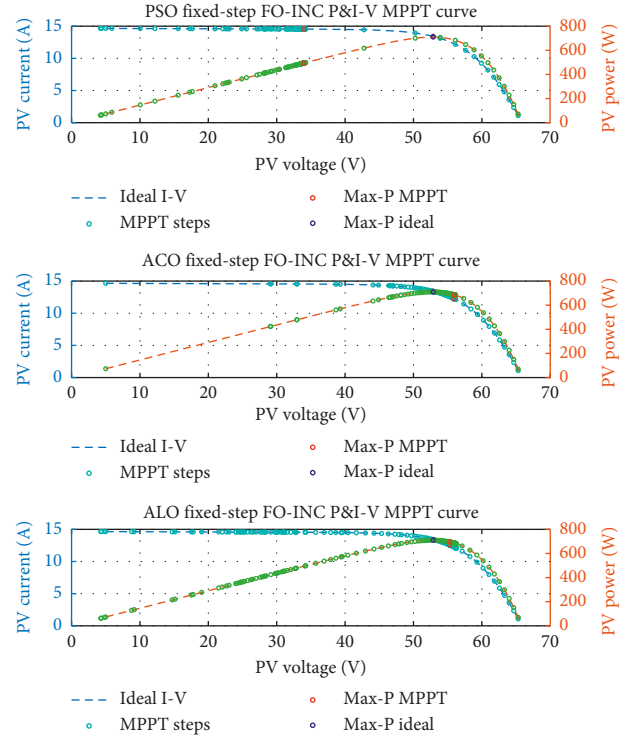 PSO fixed-step FO-INC P&I-V MPPT curve
PV current (A)
15
10
5
0
800
600
400
200
0
PV power (W)
0 10 20 30 40 50 60 70
PV voltage (V)
Ideal I-V
MPPT steps
Max-P MPPT
Max-P ideal
ACO fixed-step FO-INC P&I-V MPPT curve
PV current (A)
15
10
5
0
800
600
400
200
0
PV power (W)
0 10 20 30 40 50 60 70
PV voltage (V)
Ideal I-V
MPPT steps
Max-P MPPT
Max-P ideal
ALO fixed-step FO-INC P&I-V MPPT curve
PV current (A)
15
10
5
0
800
600
400
200
0
PV power (W)
0 10 20 30 40 50 60 70
PV voltage (V)
Ideal I-V
MPPT steps
Max-P MPPT
Max-P ideal